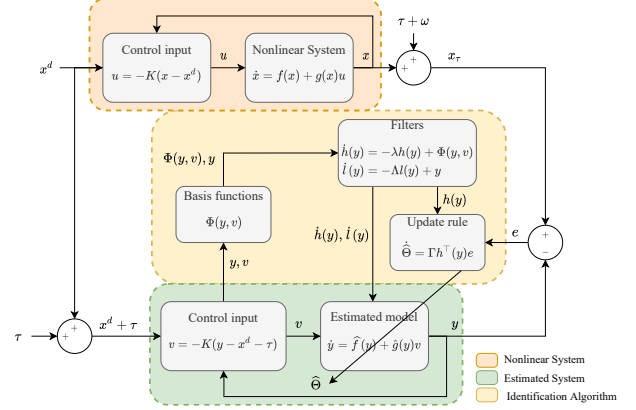 τ + ω
Control input
u = −K(x − x^d)
u
Nonlinear System
ẋ = f(x) + g(x)u
x
x_τ
x^d
+
+
Filters
ḣ(y) = −λh(y) + Φ(y, v)
l̇(y) = −Λl(y) + y
Φ(y, v), y
Basis functions
Φ(y, v)
h(y)
ḣ(y), l̇(y)
Update rule
Θ̂̇ = Γh^⊤(y)e
e
+
−
y, v
Control input
v = −K(y − x^d − τ)
v
Estimated model
ẏ = f̂(y) + ĝ(y)v
y
x^d + τ
τ
+
+
Θ̂
Nonlinear System
Estimated System
Identification Algorithm